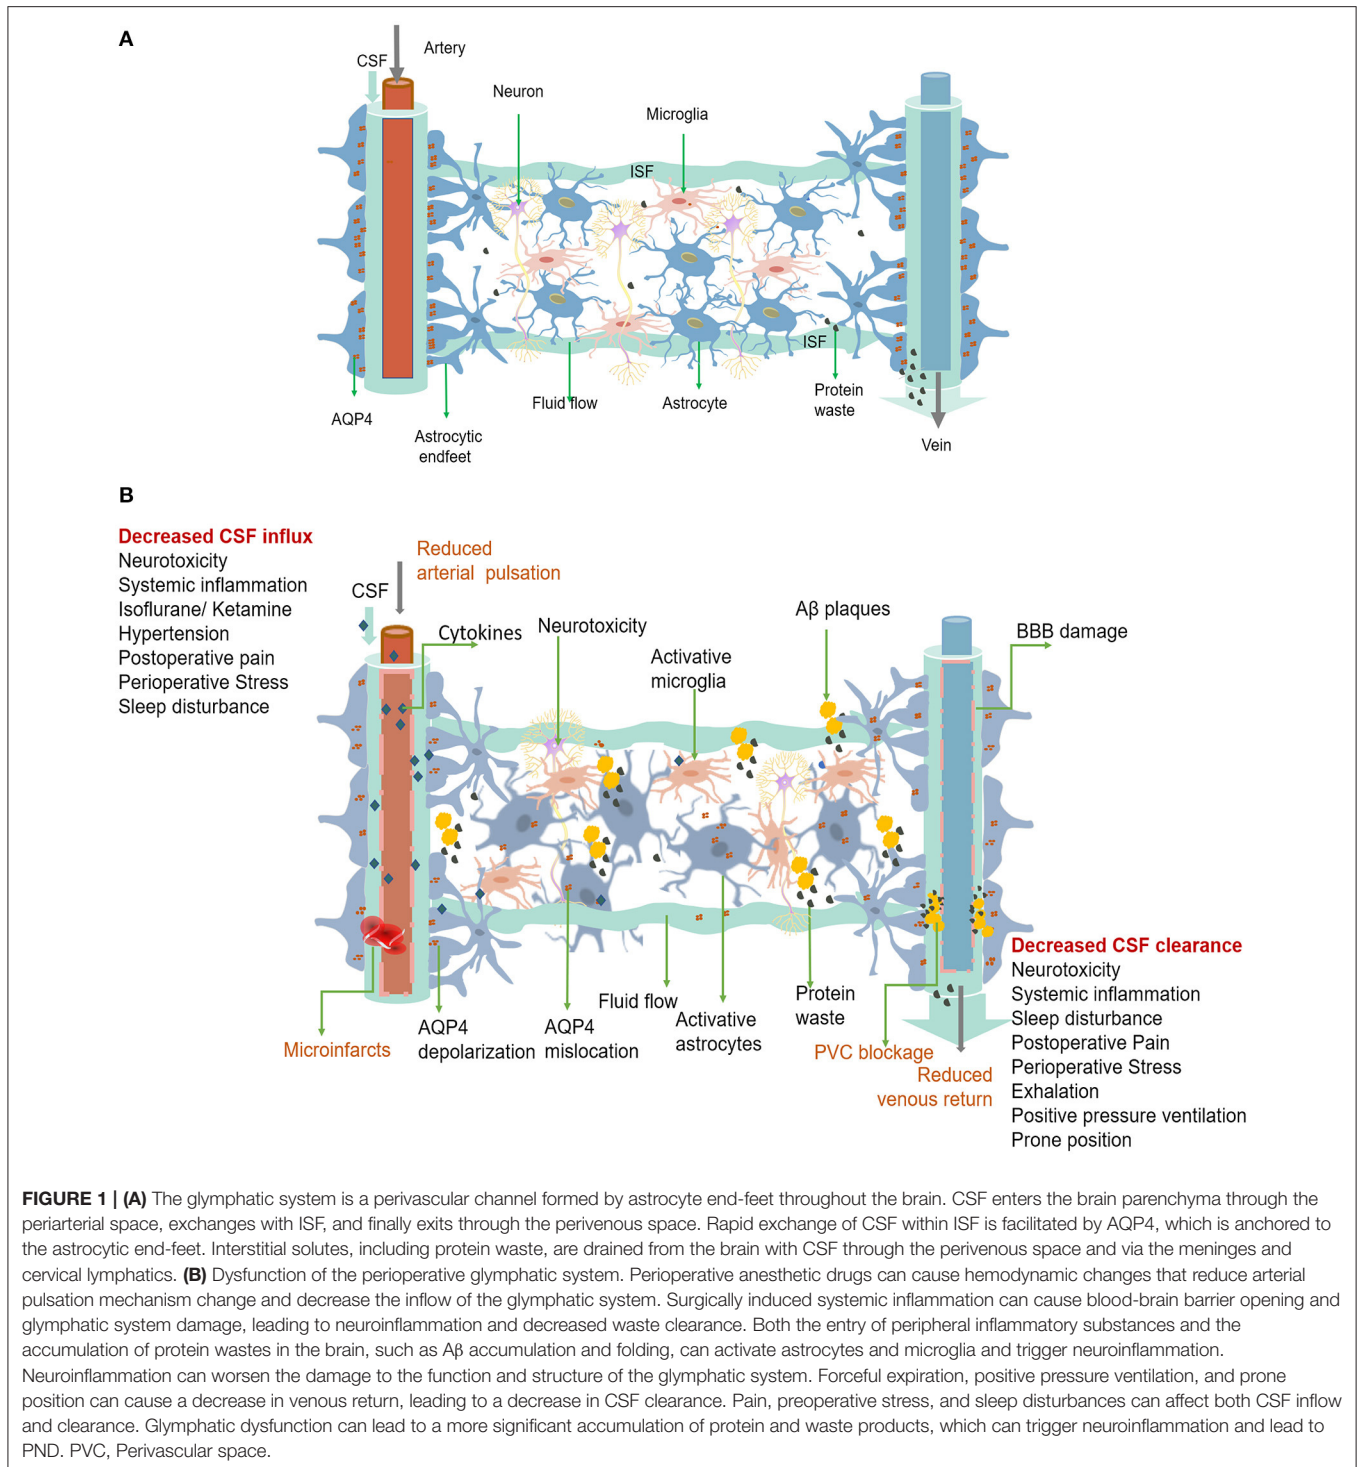 A
Artery
CSF
Neuron
Microglia
ISF
ISF
AQP4
Astrocytic
endfeet
Fluid flow
Astrocyte
Protein
waste
Vein
B
Decreased CSF influx
Neurotoxicity
Systemic inflammation
Isoflurane/ Ketamine
Hypertension
Postoperative pain
Perioperative Stress
Sleep disturbance
Reduced
arterial pulsation
CSF
Cytokines
Neurotoxicity
Activative
microglia
Aβ plaques
BBB damage
Microinfarcts
AQP4
depolarization
AQP4
mislocation
Fluid flow
Activative
astrocytes
Protein
waste
PVC blockage
Reduced
venous return
Decreased CSF clearance
Neurotoxicity
Systemic inflammation
Sleep disturbance
Postoperative Pain
Perioperative Stress
Exhalation
Positive pressure ventilation
Prone position
FIGURE 1 | (A) The glymphatic system is a perivascular channel formed by astrocyte end-feet throughout the brain. CSF enters the brain parenchyma through the
periarterial space, exchanges with ISF, and finally exits through the perivenous space. Rapid exchange of CSF within ISF is facilitated by AQP4, which is anchored to
the astrocytic end-feet. Interstitial solutes, including protein waste, are drained from the brain with CSF through the perivenous space and via the meninges and
cervical lymphatics. (B) Dysfunction of the perioperative glymphatic system. Perioperative anesthetic drugs can cause hemodynamic changes that reduce arterial
pulsation mechanism change and decrease the inflow of the glymphatic system. Surgically induced systemic inflammation can cause blood-brain barrier opening and
glymphatic system damage, leading to neuroinflammation and decreased waste clearance. Both the entry of peripheral inflammatory substances and the
accumulation of protein wastes in the brain, such as Aβ accumulation and folding, can activate astrocytes and microglia and trigger neuroinflammation.
Neuroinflammation can worsen the damage to the function and structure of the glymphatic system. Forceful expiration, positive pressure ventilation, and prone
position can cause a decrease in venous return, leading to a decrease in CSF clearance. Pain, preoperative stress, and sleep disturbances can affect both CSF inflow
and clearance. Glymphatic dysfunction can lead to a more significant accumulation of protein and waste products, which can trigger neuroinflammation and lead to
PND. PVC, Perivascular space.